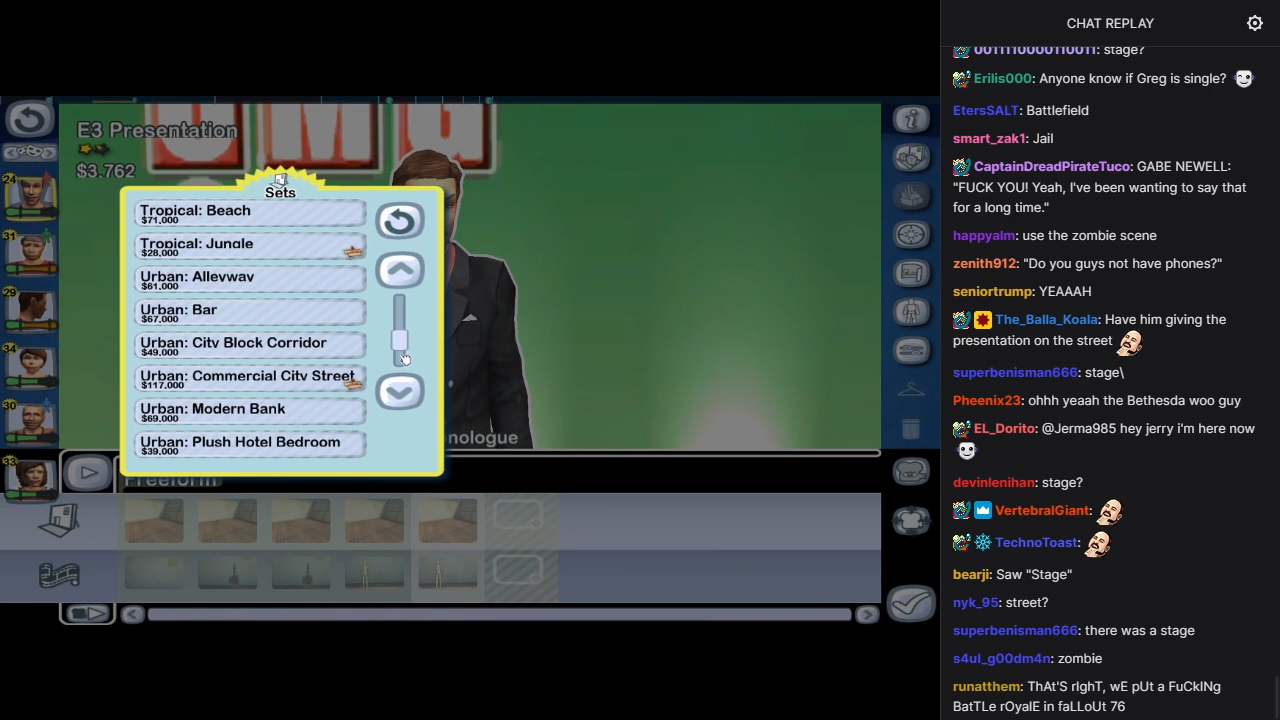 E3 Presentation
$3,762
24
31
29
34
30
33
Sets
Tropical: Beach
$71,000
Tropical: Jungle
$28,000
Urban: Alleyway
$61,000
Urban: Bar
$67,000
Urban: City Block Corridor
$49,000
Urban: Commercial City Street
$117,000
Urban: Modern Bank
$69,000
Urban: Plush Hotel Bedroom
$39,000
Freeform
CHAT REPLAY
0011110000110011: stage?
Erilis000: Anyone know if Greg is single?
EtersSALT: Battlefield
smart_zak1: Jail
CaptainDreadPirateTuco: GABE NEWELL:
"FUCK YOU! Yeah, I've been wanting to say that
for a long time."
happyalm: use the zombie scene
zenith912: "Do you guys not have phones?"
seniortrump: YEAAAH
The_Balla_Koala: Have him giving the
presentation on the street
superbenisman666: stage\
Pheenix23: ohhh yeaah the Bethesda woo guy
EL_Dorito: @Jerma985 hey jerry i'm here now
devinlenihan: stage?
VertebralGiant:
TechnoToast:
bearji: Saw "Stage"
nyk_95: street?
superbenisman666: there was a stage
s4ul_g00dm4n: zombie
runatthem: ThAt'S rIghT, wE pUt a FuCkINg
BatTLe rOyalE in faLLoUt 76